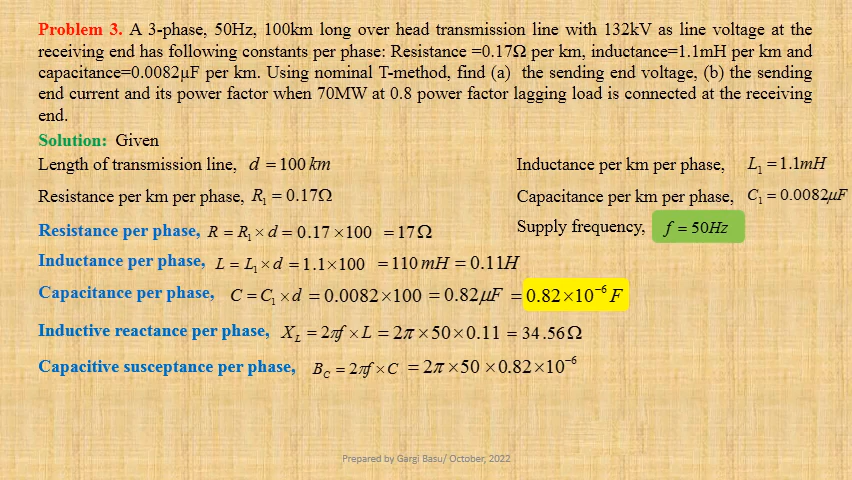 Problem 3. A 3-phase, 50Hz, 100km long over head transmission line with 132kV as line voltage at the
receiving end has following constants per phase: Resistance =0.17Ω per km, inductance=1.1mH per km and
capacitance=0.0082µF per km. Using nominal T-method, find (a) the sending end voltage, (b) the sending
end current and its power factor when 70MW at 0.8 power factor lagging load is connected at the receiving
end.
Solution: Given
Length of transmission line, d = 100 km
Inductance per km per phase, L₁ = 1.1mH
Resistance per km per phase, R₁ = 0.17Ω
Capacitance per km per phase, C₁ = 0.0082µF
Resistance per phase, R = R₁ × d = 0.17 × 100 = 17Ω
Supply frequency, f = 50Hz
Inductance per phase, L = L₁ × d = 1.1 × 100 = 110 mH = 0.11H
Capacitance per phase, C = C₁ × d = 0.0082 × 100 = 0.82µF = 0.82×10⁻⁶ F
Inductive reactance per phase, X_L = 2πf × L = 2π × 50 × 0.11 = 34.56Ω
Capacitive susceptance per phase, B_C = 2πf × C = 2π × 50 × 0.82×10⁻⁶
Prepared by Gargi Basu/ October, 2022